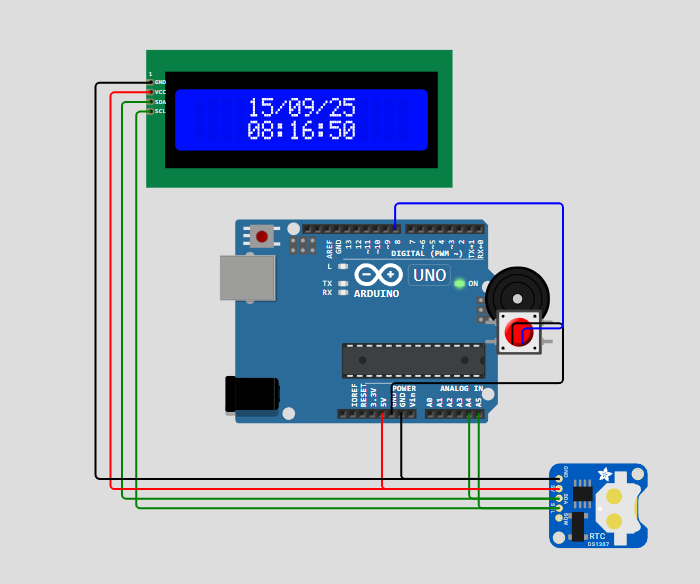 1
GND
VCC
SDA
SCL
15/09/25
08:16:50
AREF
GND
13
12
~11
~10
~9
8
7
~6
~5
4
~3
2
TX→1
RX←0
DIGITAL (PWM ~)
L
TX
RX
UNO
ON
ARDUINO
IOREF
RESET
3.3V
5V
GND
GND
Vin
POWER
ANALOG IN
A0
A1
A2
A3
A4
A5
GND
SDA
SCL
SQW
RTC
DS1307